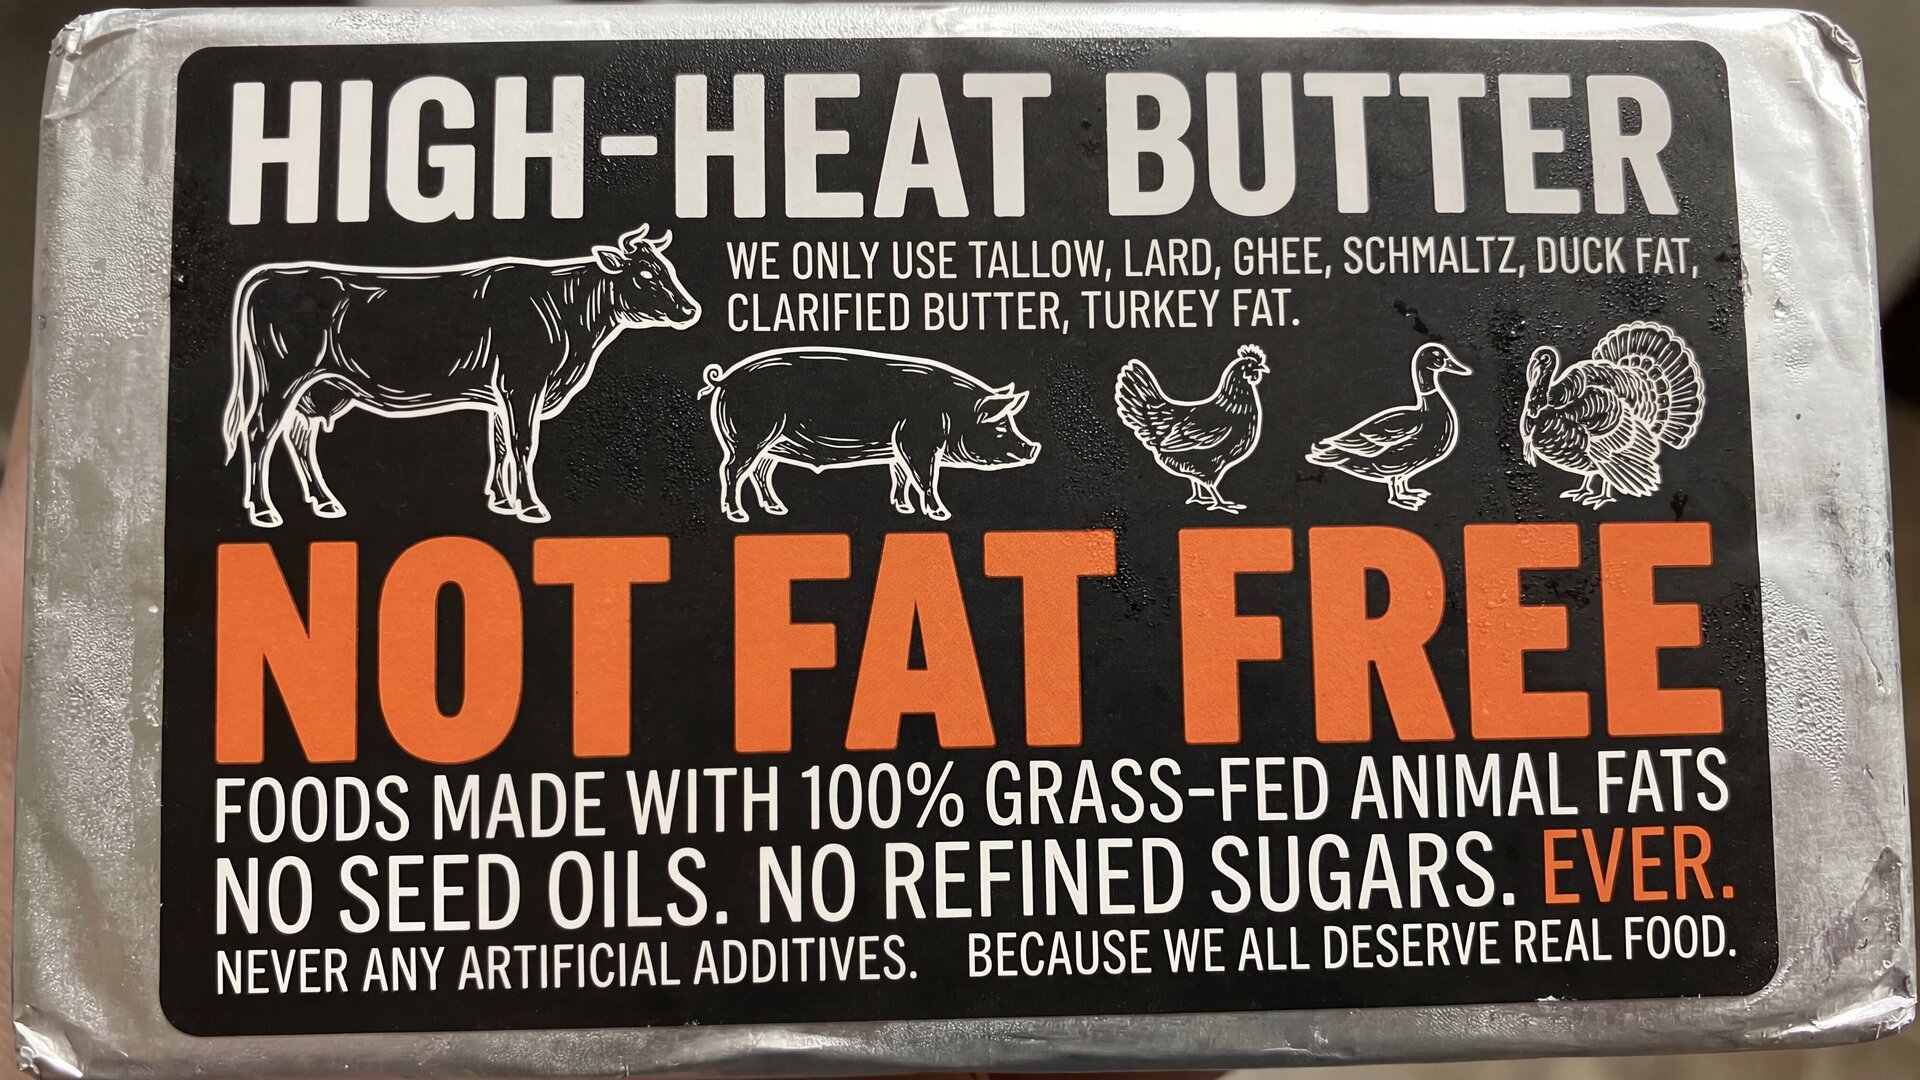 HIGH-HEAT BUTTER
WE ONLY USE TALLOW, LARD, GHEE, SCHMALTZ, DUCK FAT,
CLARIFIED BUTTER, TURKEY FAT.
NOT FAT FREE
FOODS MADE WITH 100% GRASS-FED ANIMAL FATS
NO SEED OILS. NO REFINED SUGARS. EVER.
NEVER ANY ARTIFICIAL ADDITIVES. BECAUSE WE ALL DESERVE REAL FOOD.